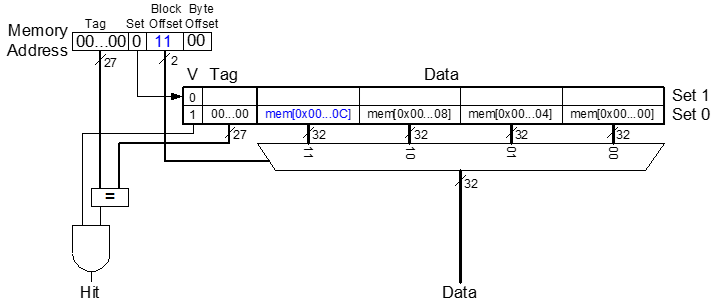 Memory Address
Tag Set Block Offset Byte Offset
00...00 0 11 00
27 2
V Tag Data
0 Set 1
1 00...00 mem[0x00...0C] mem[0x00...08] mem[0x00...04] mem[0x00...00] Set 0
27 32 32 32 32
11 10 01 00
=
32
Hit Data